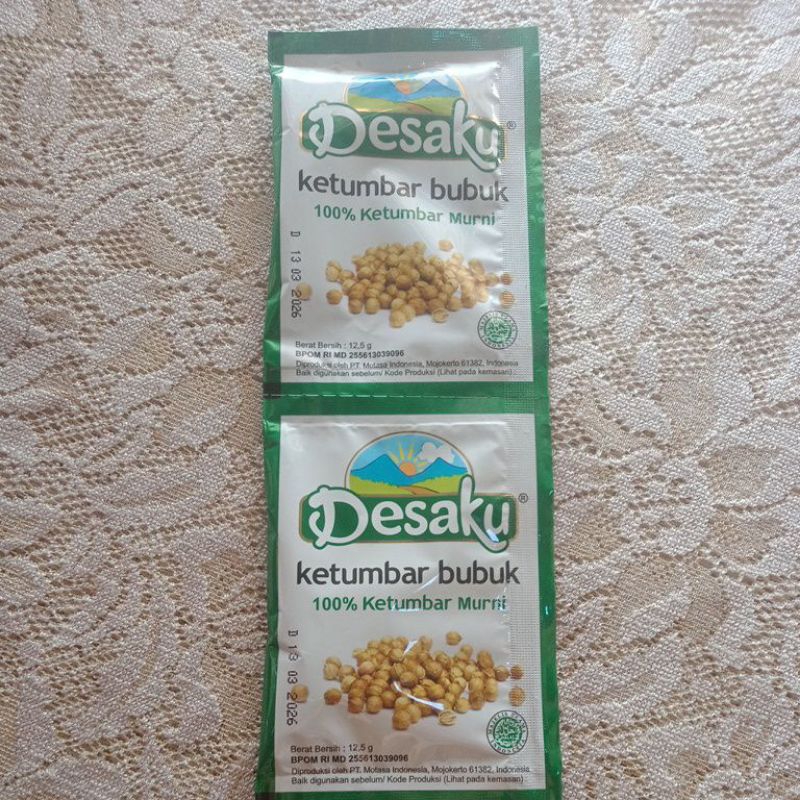 Desaku®
ketumbar bubuk
100% Ketumbar Murni
D 13 03 2026
Berat Bersih : 12,5 g
BPOM RI MD 255613039096
Diproduksi oleh PT. Motasa Indonesia, Mojokerto 61382, Indonesia
Baik digunakan sebelum/ Kode Produksi (Lihat pada kemasan)
Desaku®
ketumbar bubuk
100% Ketumbar Murni
D 13 03 2026
Berat Bersih : 12,5 g
BPOM RI MD 255613039096
Diproduksi oleh PT. Motasa Indonesia, Mojokerto 61382, Indonesia
Baik digunakan sebelum/ Kode Produksi (Lihat pada kemasan)